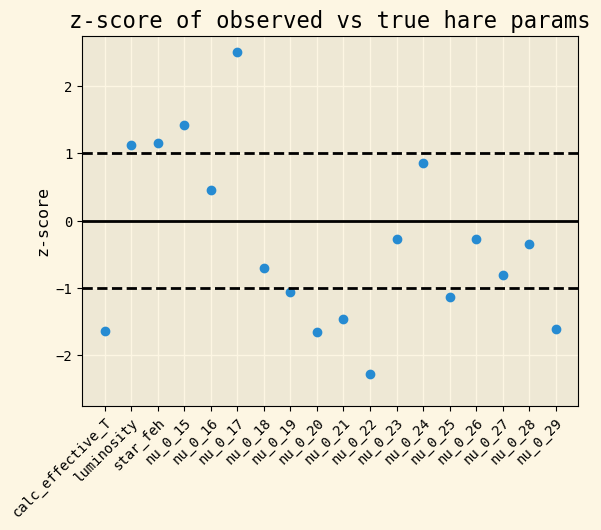 z-score of observed vs true hare params
z-score
2
1
0
−1
−2
calc_effective_T
luminosity
star_feh
nu_0_15
nu_0_16
nu_0_17
nu_0_18
nu_0_19
nu_0_20
nu_0_21
nu_0_22
nu_0_23
nu_0_24
nu_0_25
nu_0_26
nu_0_27
nu_0_28
nu_0_29